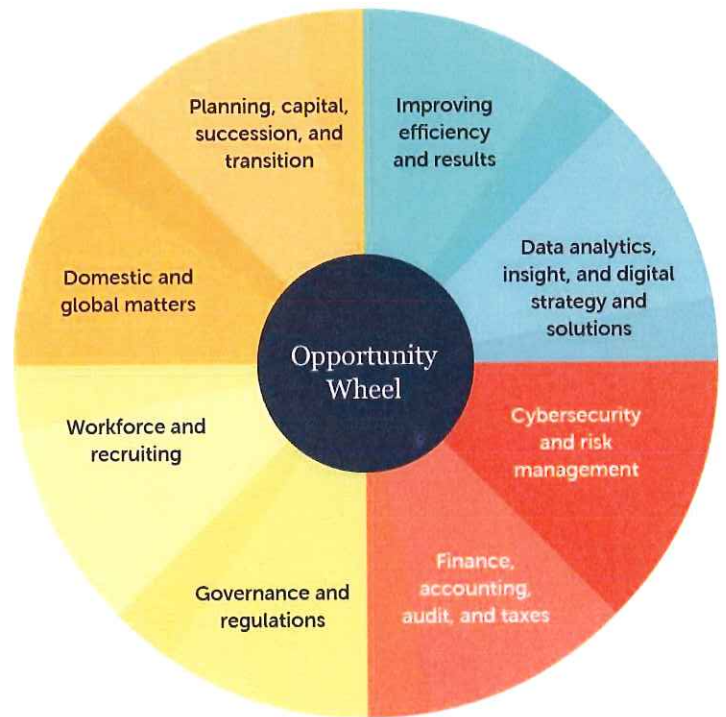 Planning, capital,
succession, and
transition
Improving
efficiency
and results
Data analytics,
insight, and digital
strategy and
solutions
Cybersecurity
and risk
management
Finance,
accounting,
audit, and taxes
Governance and
regulations
Workforce and
recruiting
Domestic and
global matters
Opportunity
Wheel